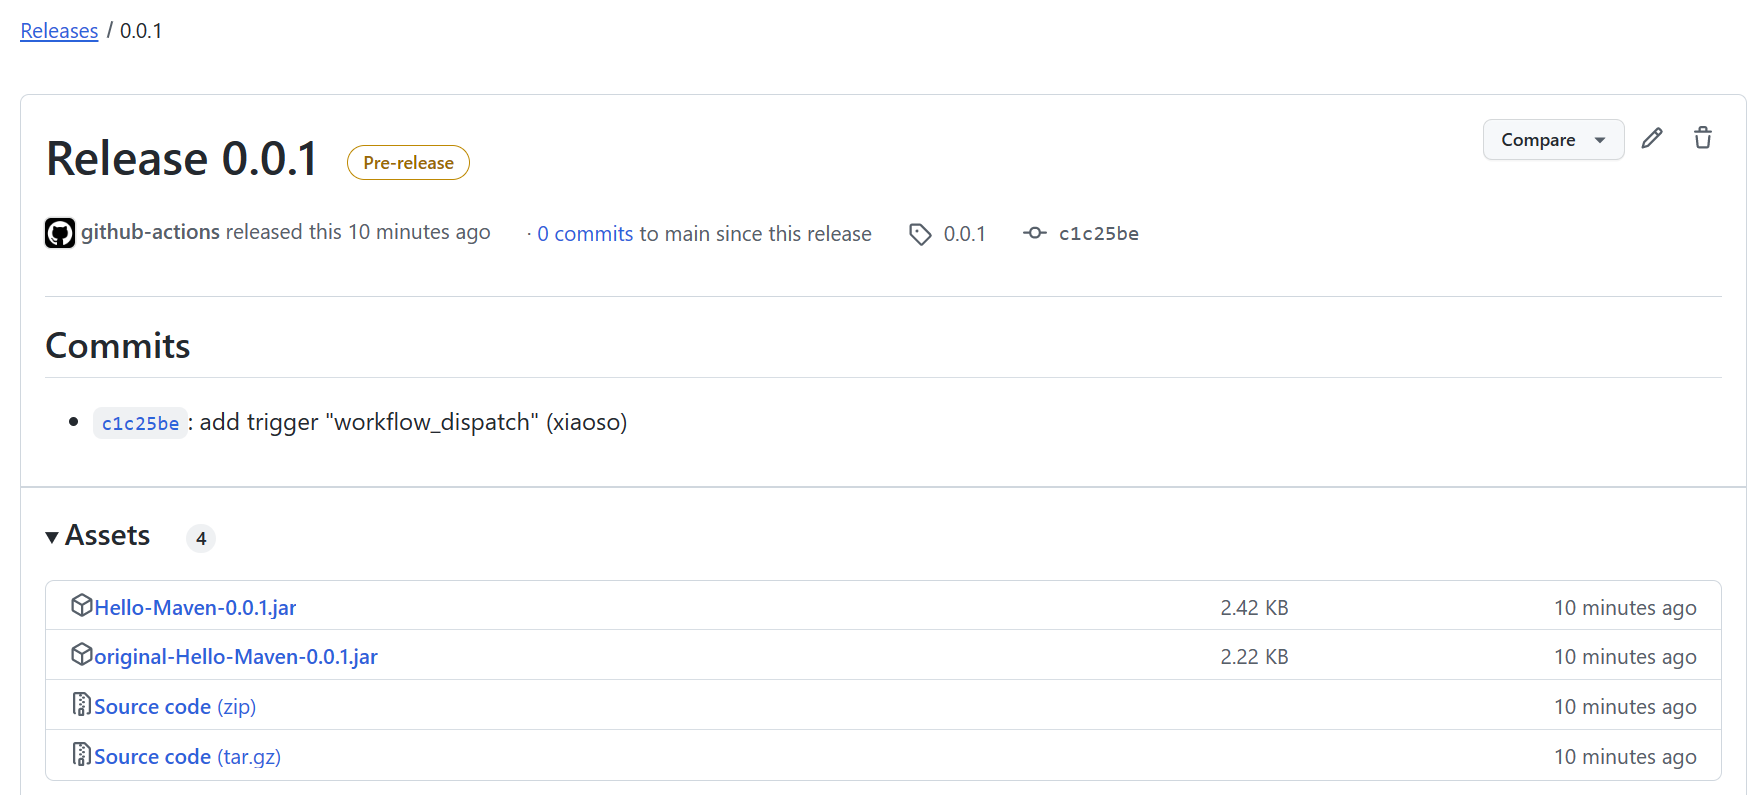 Releases / 0.0.1
Release 0.0.1 Pre-release Compare
github-actions released this 10 minutes ago · 0 commits to main since this release 0.0.1 c1c25be
Commits
• c1c25be: add trigger "workflow_dispatch" (xiaoso)
Assets 4
Hello-Maven-0.0.1.jar 2.42 KB 10 minutes ago
original-Hello-Maven-0.0.1.jar 2.22 KB 10 minutes ago
Source code (zip) 10 minutes ago
Source code (tar.gz) 10 minutes ago